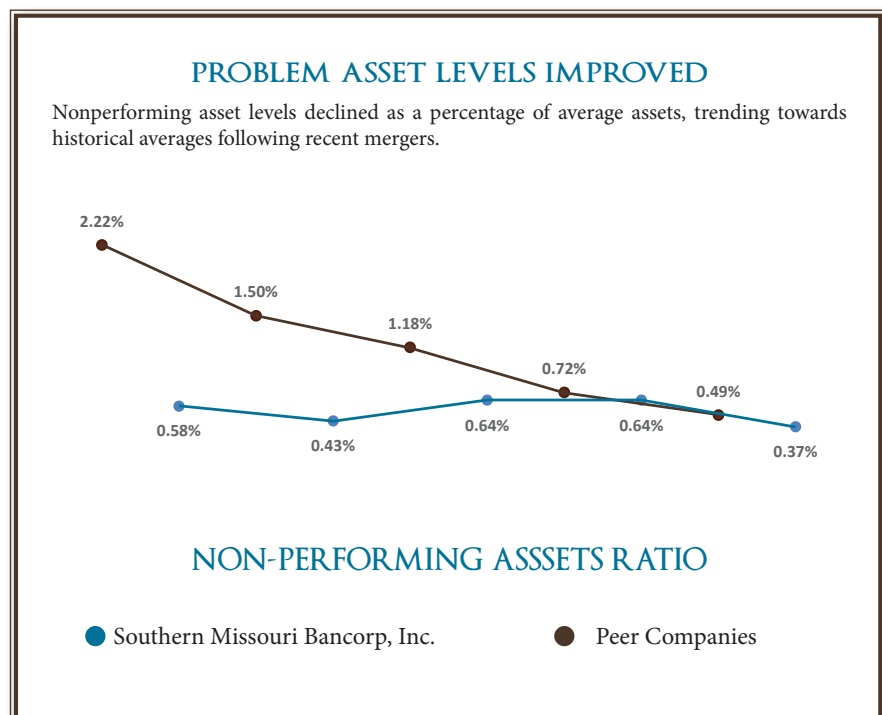 PROBLEM ASSET LEVELS IMPROVED
Nonperforming asset levels declined as a percentage of average assets, trending towards
historical averages following recent mergers.
2.22%
1.50%
1.18%
0.72%
0.49%
0.58%
0.43%
0.64%
0.64%
0.37%
NON-PERFORMING ASSSETS RATIO
Southern Missouri Bancorp, Inc.
Peer Companies